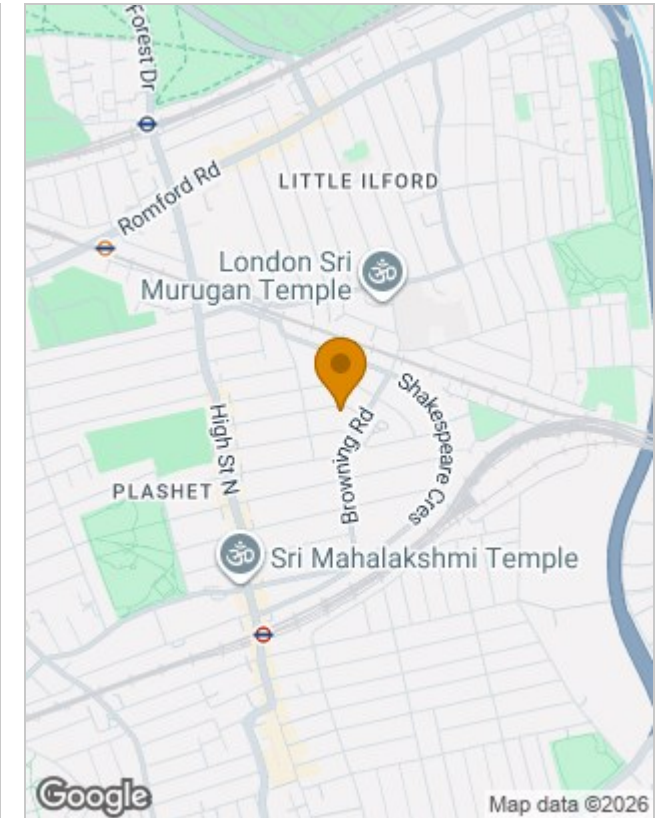 Forest Dr
Romford Rd
LITTLE ILFORD
London Sri
Murugan Temple
Shakespeare Cres
High St N
Browning Rd
PLASHET
Sri Mahalakshmi Temple
Google
Map data ©2026